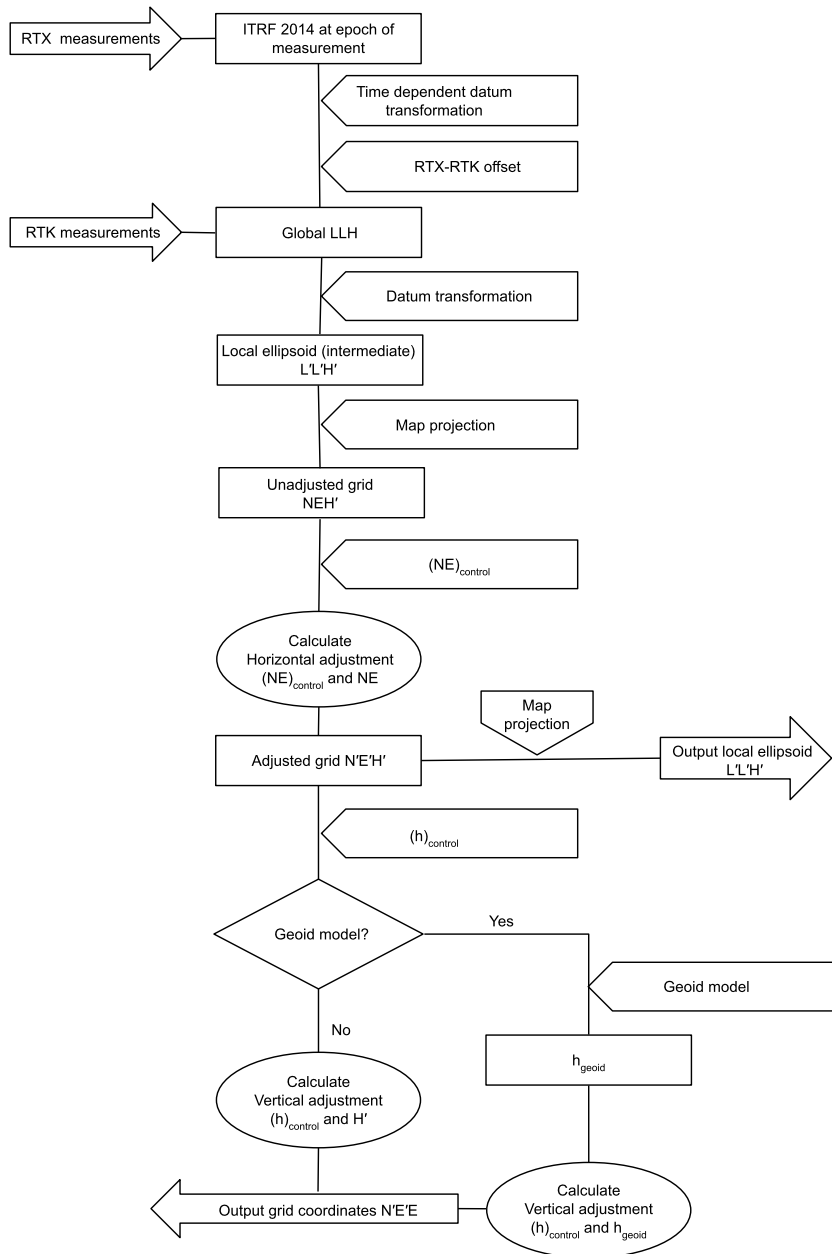 RTX measurements
ITRF 2014 at epoch of
measurement
Time dependent datum
transformation
RTX-RTK offset
RTK measurements
Global LLH
Datum transformation
Local ellipsoid (intermediate)
L'L'H'
Map projection
Unadjusted grid
NEH'
(NE)control
Calculate
Horizontal adjustment
(NE)control and NE
Map
projection
Adjusted grid N'E'H'
Output local ellipsoid
L'L'H'
(h)control
Geoid model?
Yes
Geoid model
No
hgeoid
Calculate
Vertical adjustment
(h)control and H'
Calculate
Vertical adjustment
(h)control and hgeoid
Output grid coordinates N'E'E